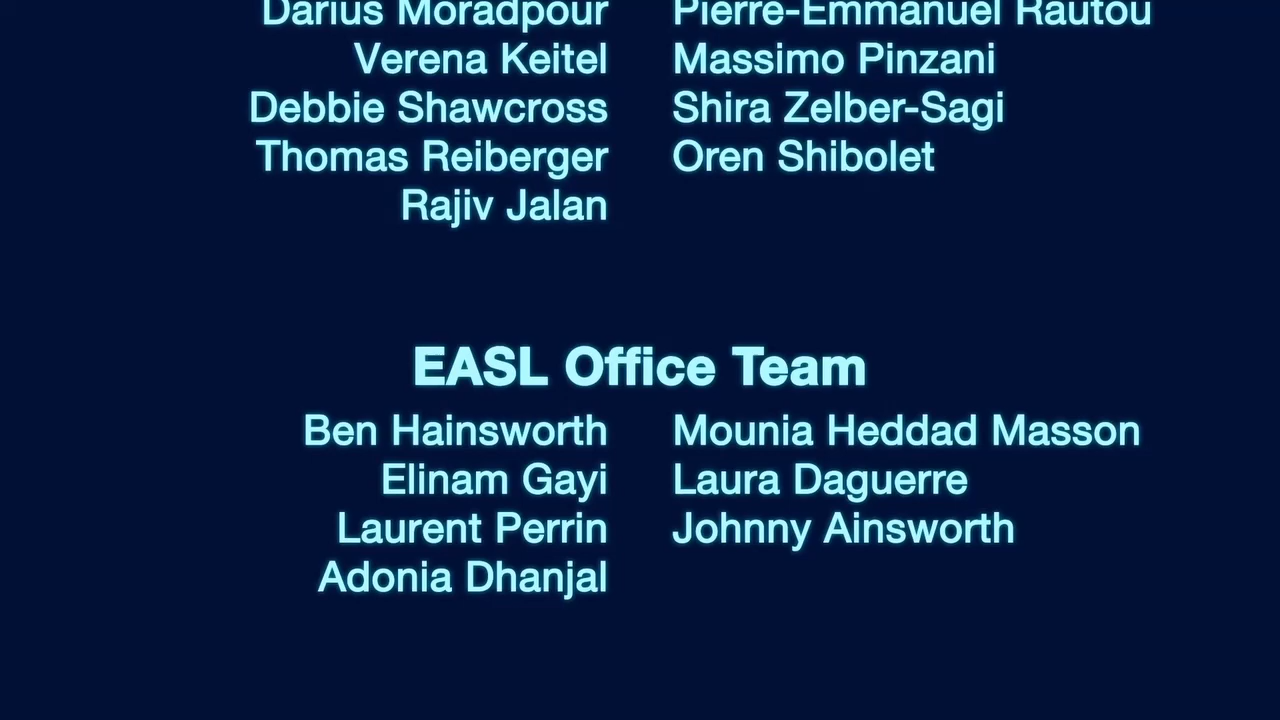 Darius Moradpour Pierre-Emmanuel Rautou
Verena Keitel Massimo Pinzani
Debbie Shawcross Shira Zelber-Sagi
Thomas Reiberger Oren Shibolet
Rajiv Jalan
EASL Office Team
Ben Hainsworth Mounia Heddad Masson
Elinam Gayi Laura Daguerre
Laurent Perrin Johnny Ainsworth
Adonia Dhanjal